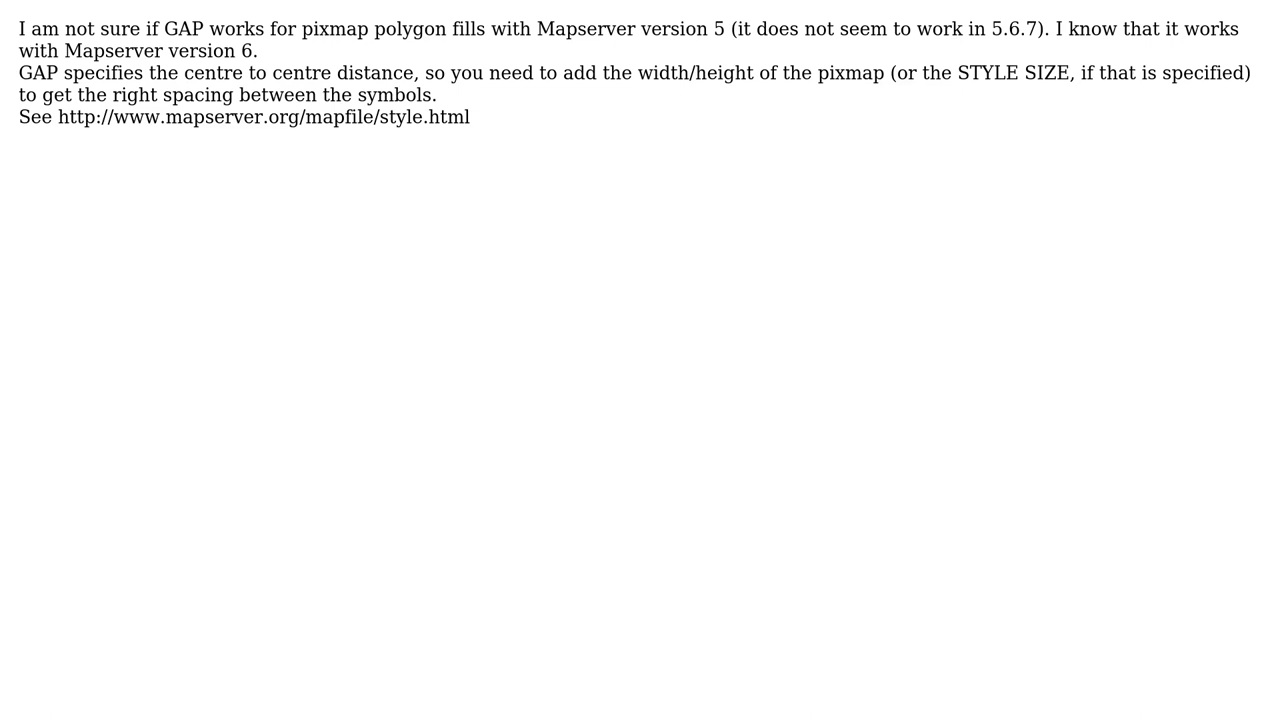 I am not sure if GAP works for pixmap polygon fills with Mapserver version 5 (it does not seem to work in 5.6.7). I know that it works
with Mapserver version 6.
GAP specifies the centre to centre distance, so you need to add the width/height of the pixmap (or the STYLE SIZE, if that is specified)
to get the right spacing between the symbols.
See http://www.mapserver.org/mapfile/style.html